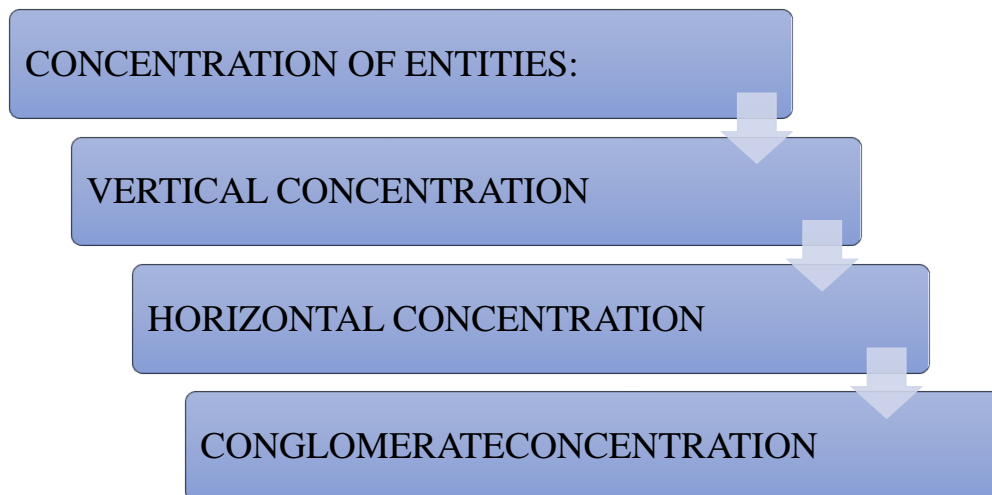 CONCENTRATION OF ENTITIES:
VERTICAL CONCENTRATION
HORIZONTAL CONCENTRATION
CONGLOMERATECONCENTRATION